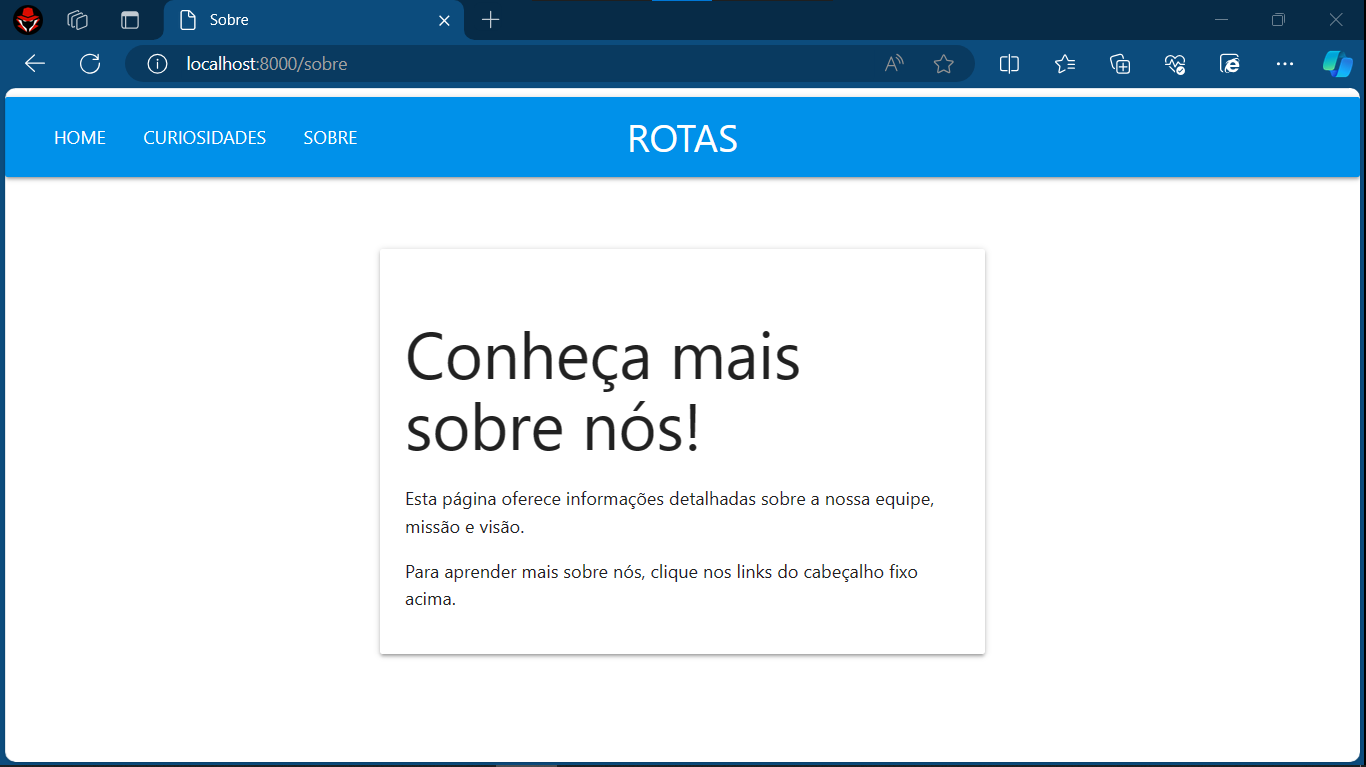 Sobre
localhost:8000/sobre
HOME CURIOSIDADES SOBRE ROTAS
Conheça mais
sobre nós!
Esta página oferece informações detalhadas sobre a nossa equipe,
missão e visão.
Para aprender mais sobre nós, clique nos links do cabeçalho fixo
acima.